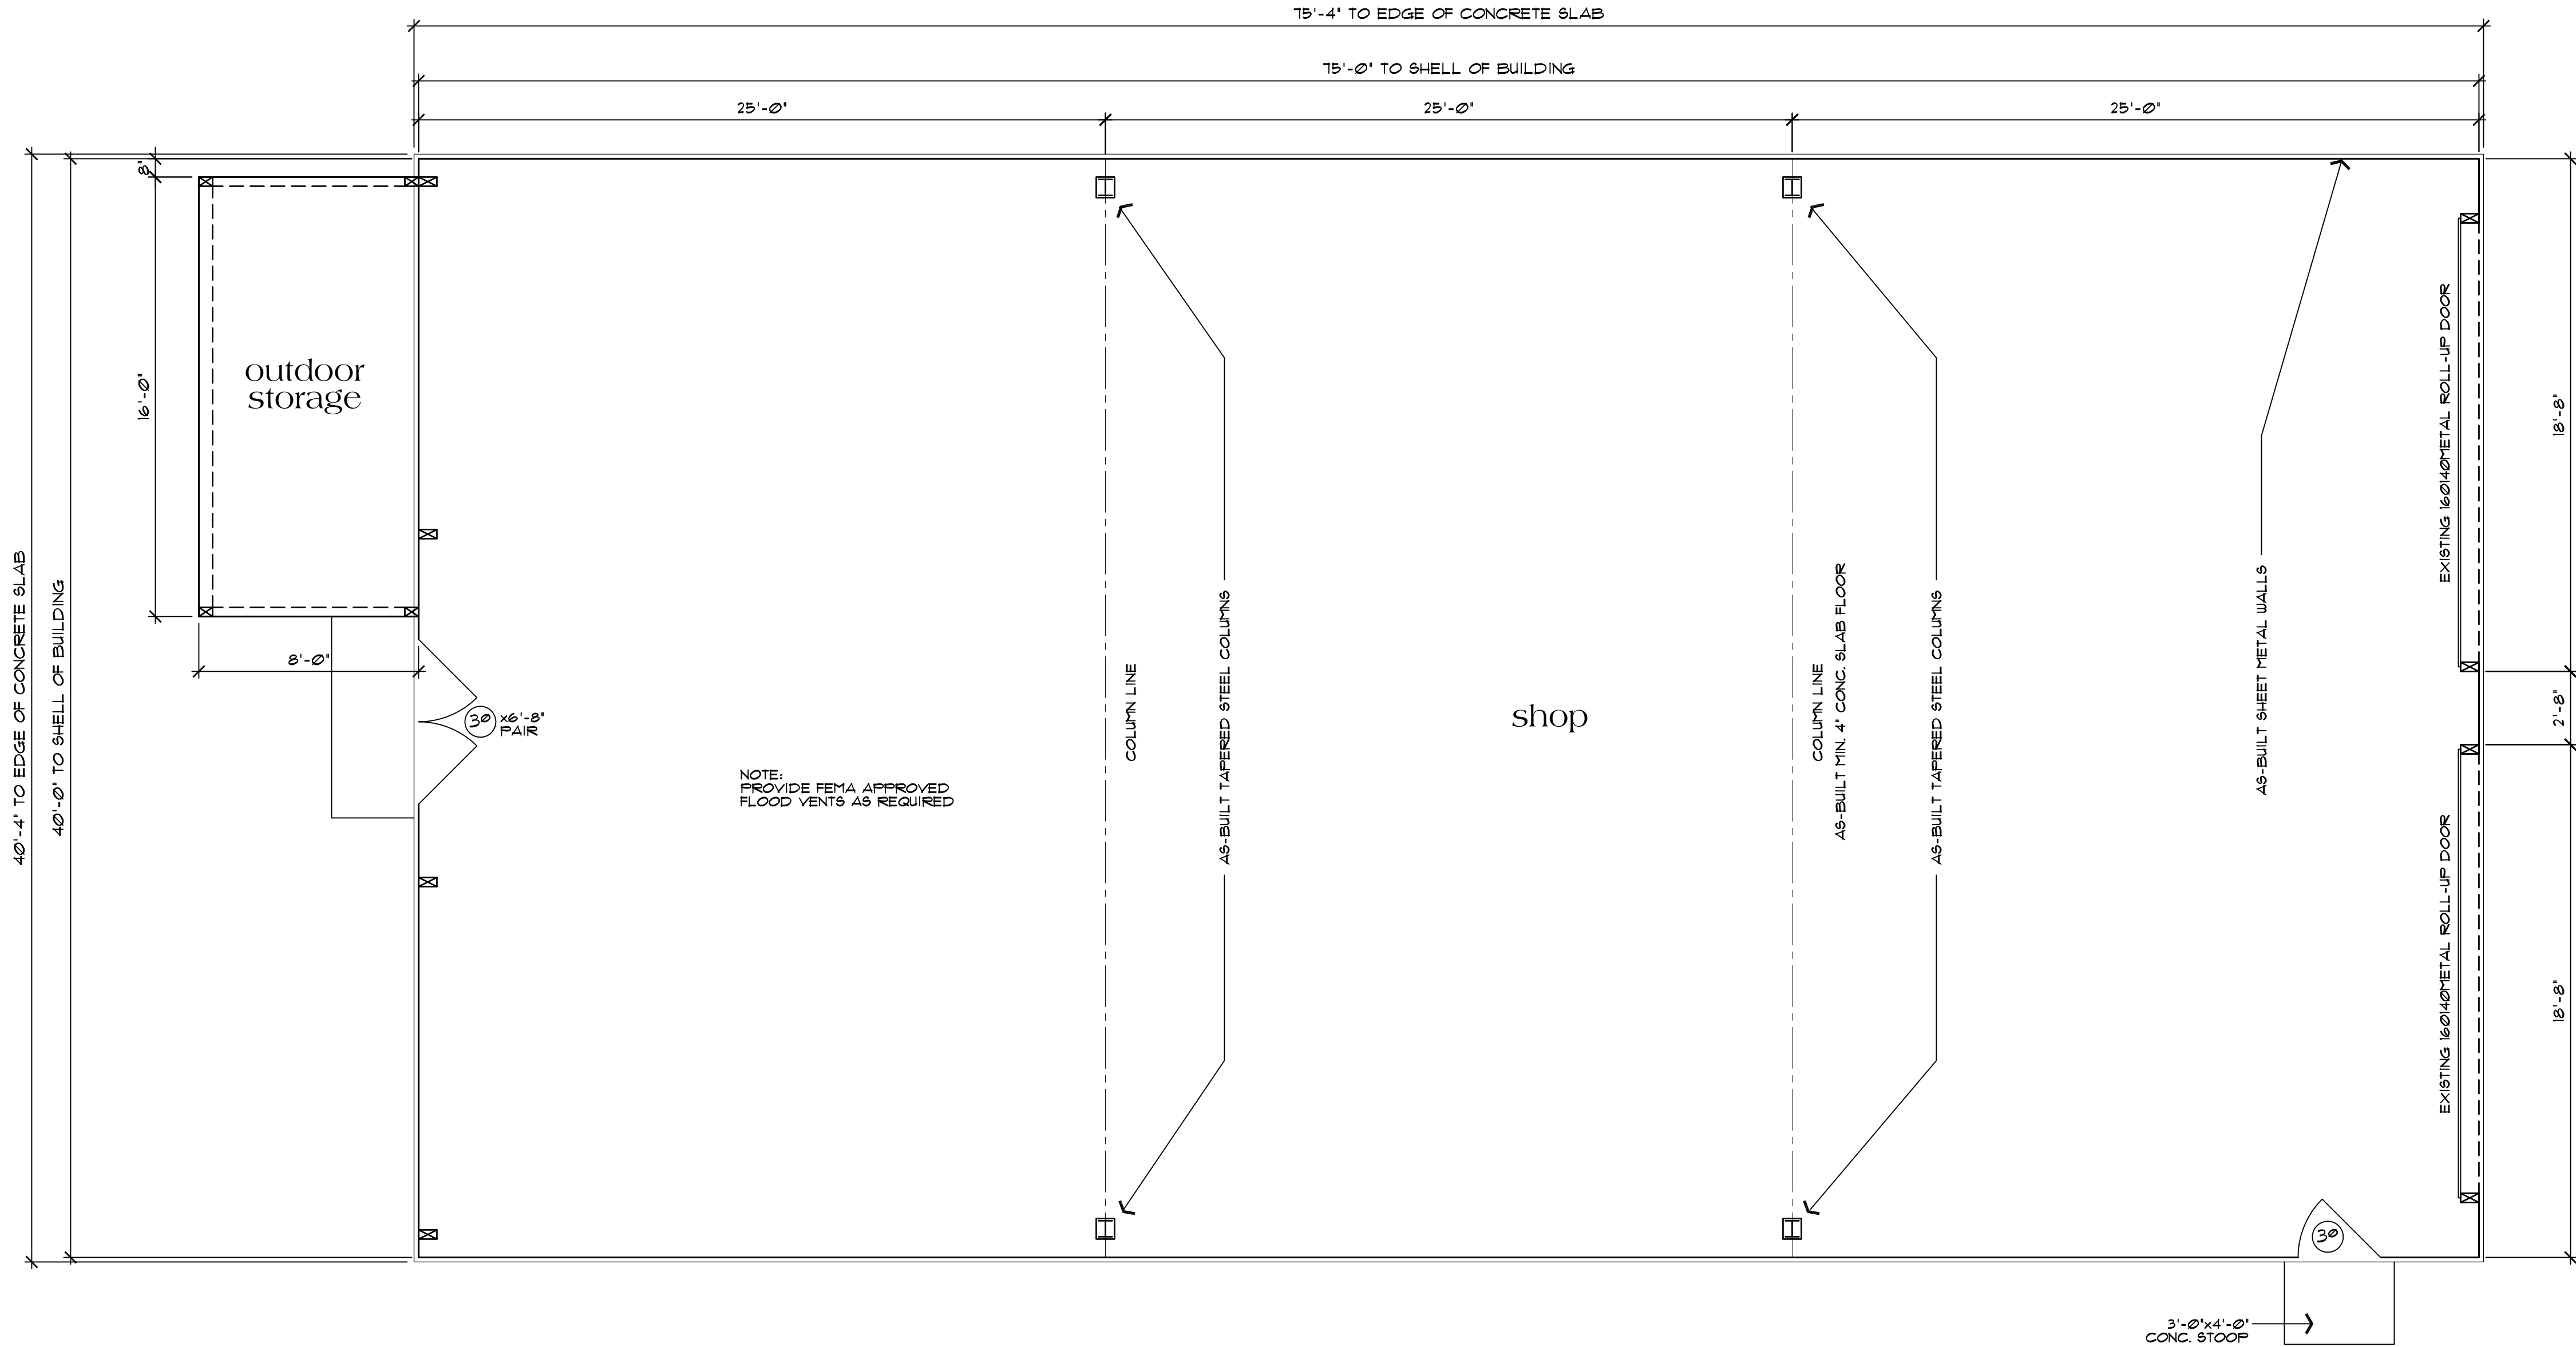 75'-4" TO EDGE OF CONCRETE SLAB
75'-0" TO SHELL OF BUILDING
25'-0"
25'-0"
25'-0"
8"
16'-0"
40'-4" TO EDGE OF CONCRETE SLAB
40'-0" TO SHELL OF BUILDING
outdoor
storage
8'-0"
30 x6'-8"
PAIR
NOTE:
PROVIDE FEMA APPROVED
FLOOD VENTS AS REQUIRED
COLUMN LINE
AS-BUILT TAPERED STEEL COLUMNS
shop
COLUMN LINE
AS-BUILT MIN. 4" CONC. SLAB FLOOR
AS-BUILT TAPERED STEEL COLUMNS
AS-BUILT SHEET METAL WALLS
EXISTING 160140METAL ROLL-UP DOOR
EXISTING 160140METAL ROLL-UP DOOR
18'-8"
2'-8"
18'-8"
30
3'-0"x4'-0"
CONC. STOOP